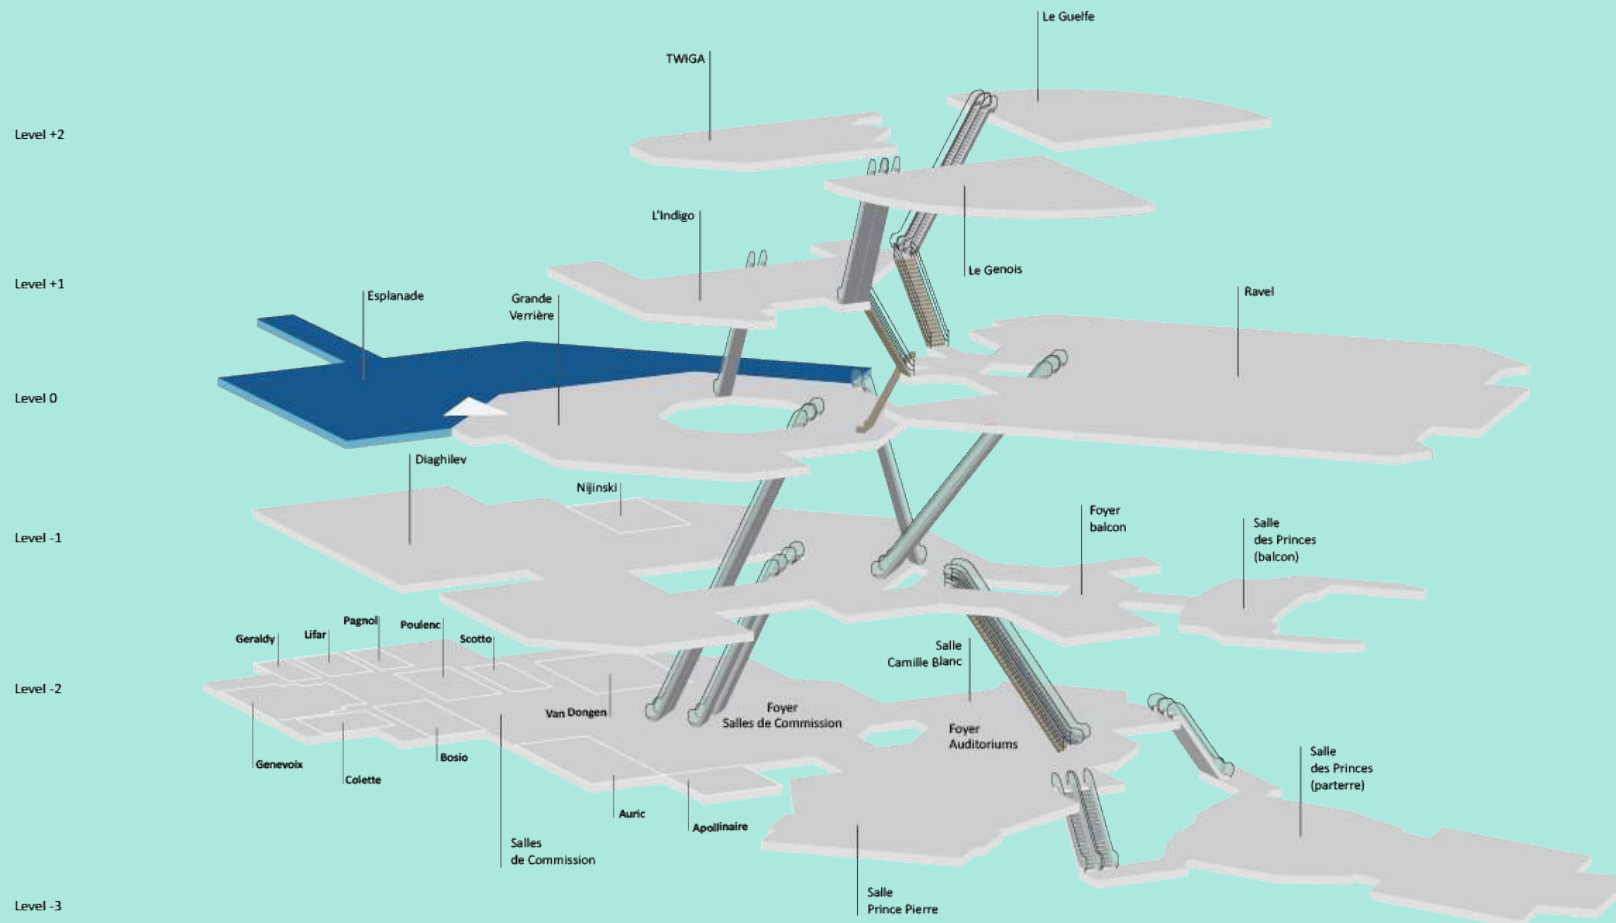 Le Guelfe
TWIGA
Level +2
L'Indigo
Le Genois
Level +1
Esplanade
Grande
Verrière
Ravel
Level 0
Diaghilev
Nijinski
Foyer
balcon
Salle
des Princes
(balcon)
Level -1
Geraldy
Lifar
Pagnol
Poulenc
Scotto
Salle
Camille Blanc
Level -2
Van Dongen
Foyer
Salles de Commission
Foyer
Auditoriums
Genevoix
Colette
Bosio
Salle
des Princes
(parterre)
Auric
Apollinaire
Salles
de Commission
Salle
Prince Pierre
Level -3